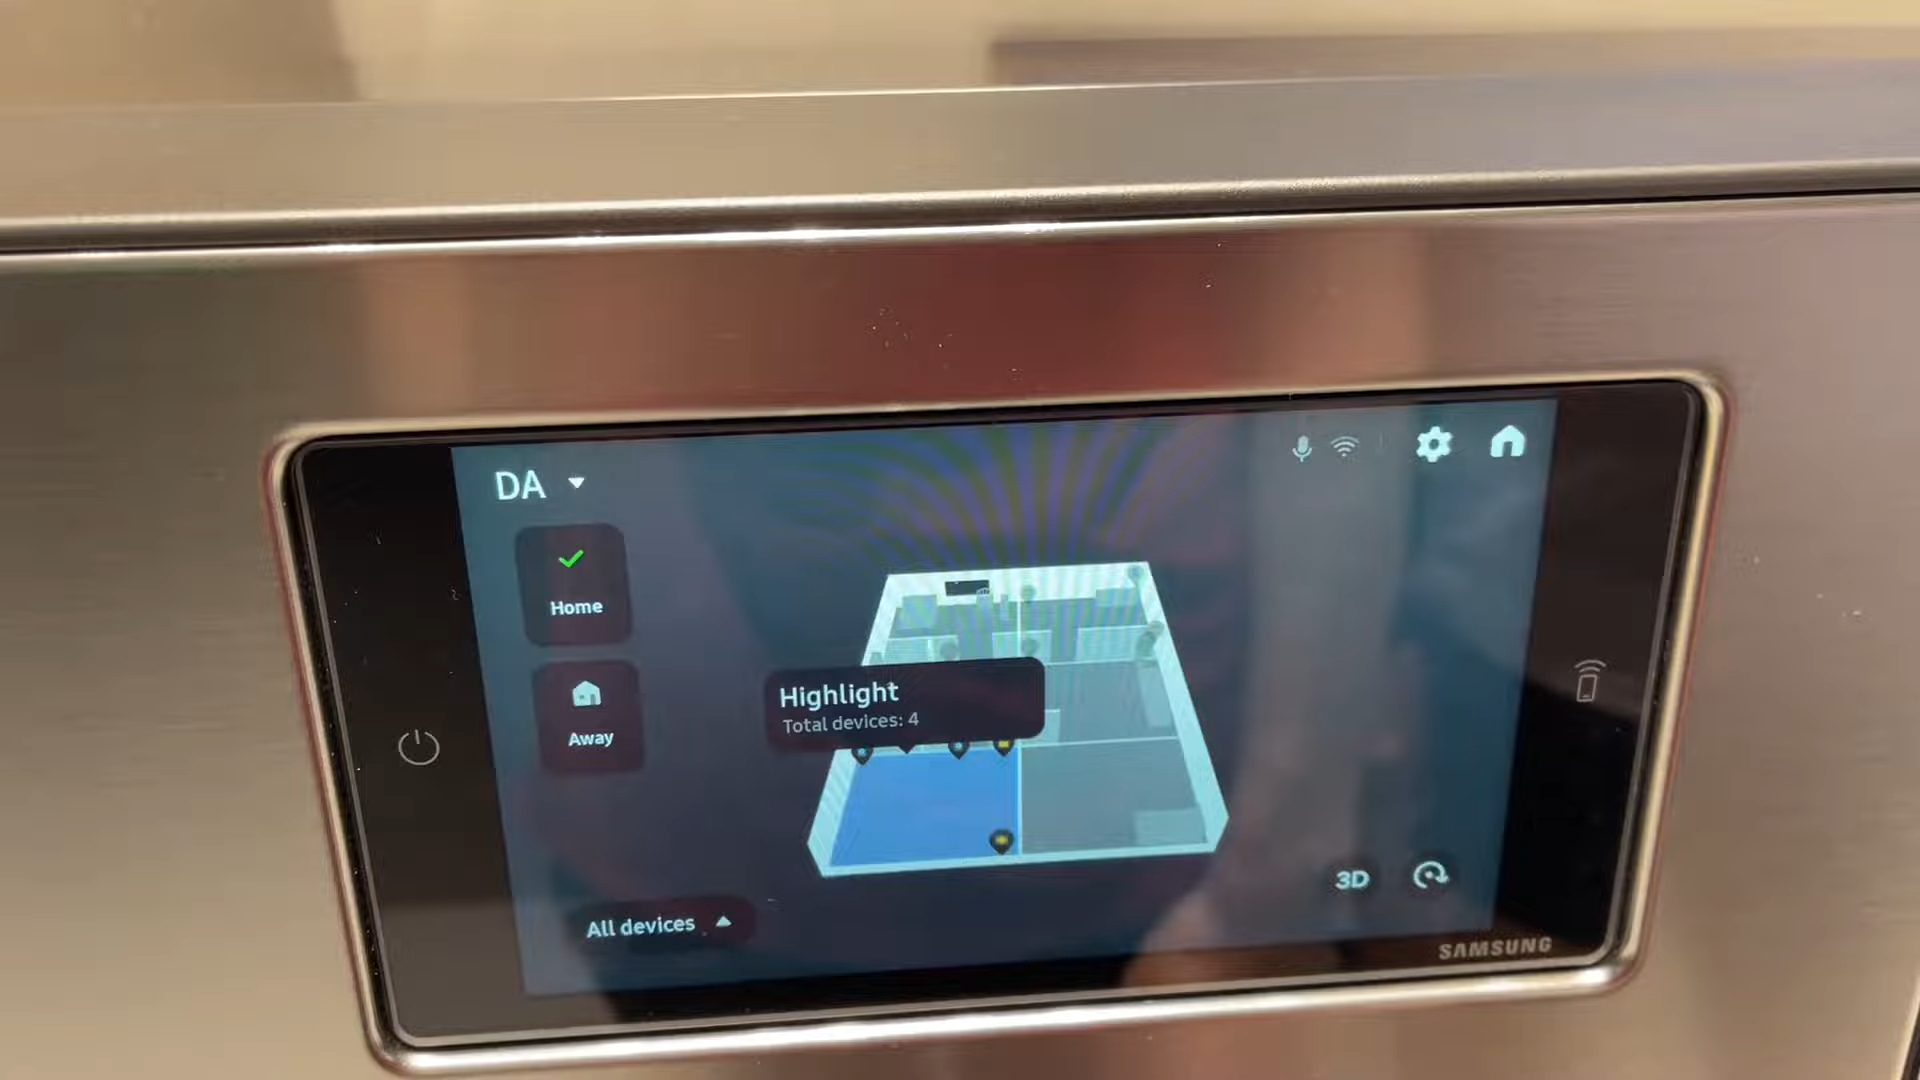 DA
Home
Away
Highlight
Total devices: 4
All devices
3D
SAMSUNG